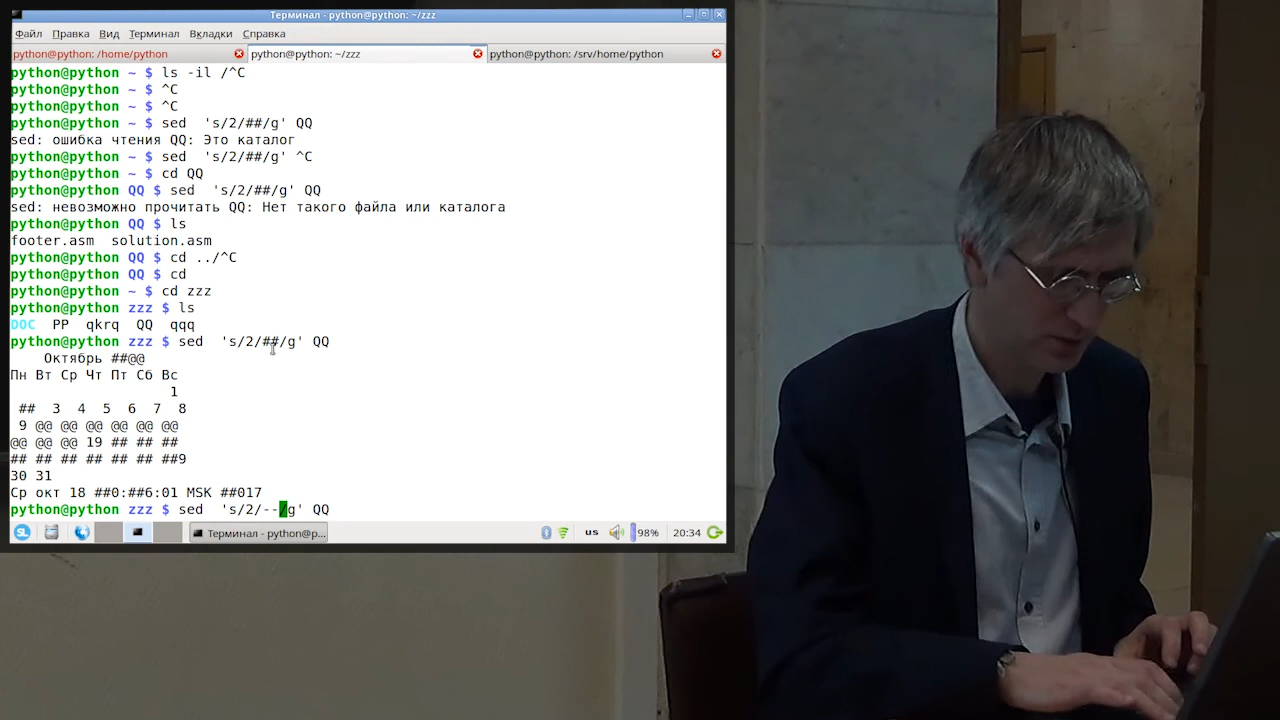 Терминал - python@python: ~/zzz
Файл Правка Вид Терминал Вкладки Справка
python@python: /home/python python@python: ~/zzz python@python: /srv/home/python
python@python ~ $ ls -il /^C
python@python ~ $ ^C
python@python ~ $ ^C
python@python ~ $ sed  's/2/##/g' QQ
sed: ошибка чтения QQ: Это каталог
python@python ~ $ sed  's/2/##/g' ^C
python@python ~ $ cd QQ
python@python QQ $ sed  's/2/##/g' QQ
sed: невозможно прочитать QQ: Нет такого файла или каталога
python@python QQ $ ls
footer.asm  solution.asm
python@python QQ $ cd ../^C
python@python QQ $ cd
python@python ~ $ cd zzz
python@python zzz $ ls
DOC  PP  qkrq  QQ  qqq
python@python zzz $ sed  's/2/##/g' QQ
    Октябрь ##@@
Пн Вт Ср Чт Пт Сб Вс
                   1
 ##  3  4  5  6  7  8
 9 @@ @@ @@ @@ @@ @@
@@ @@ @@ 19 ## ## ##
## ## ## ## ## ## ##9
30 31
Ср окт 18 ##0:##6:01 MSK ##017
python@python zzz $ sed  's/2/--/g' QQ
Терминал - python@p... us 98% 20:34